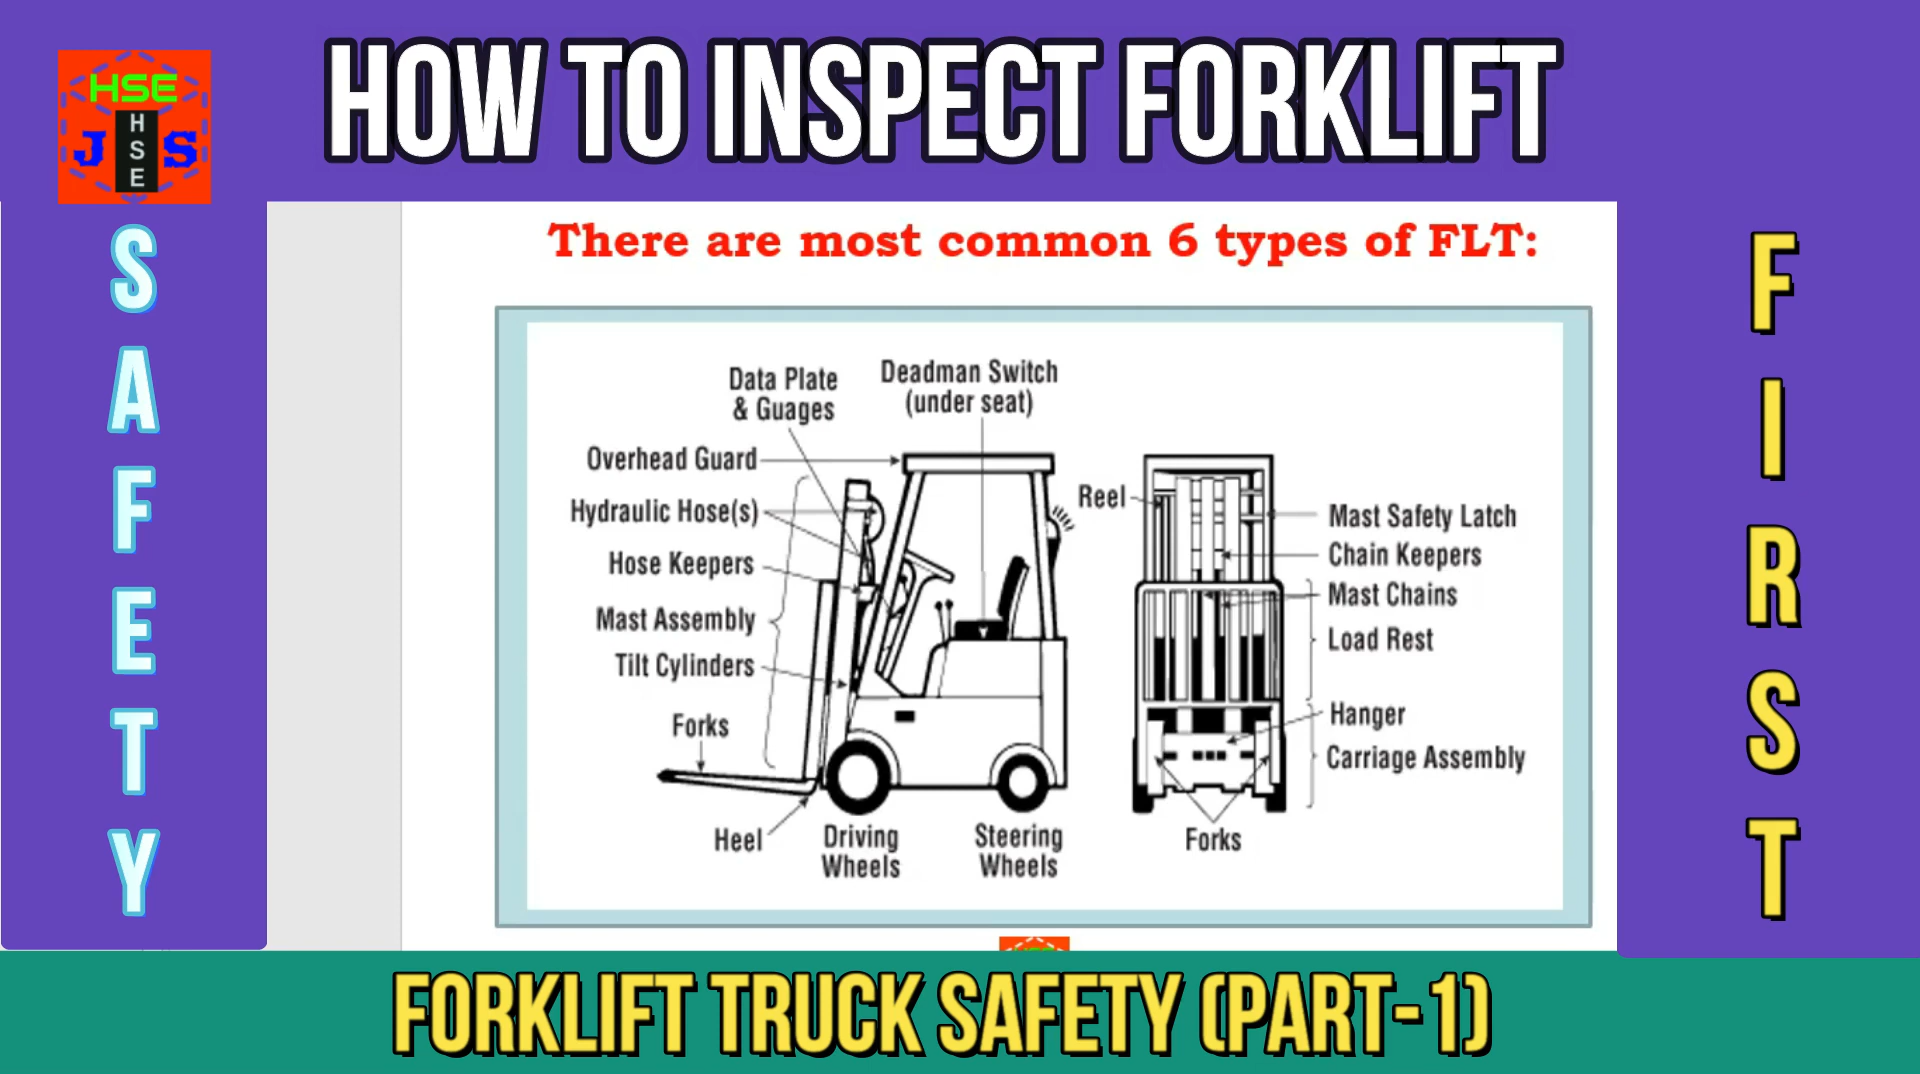 HOW TO INSPECT FORKLIFT
HSE
J S
H
S
E
S
A
F
E
T
Y
F
I
R
S
T
There are most common 6 types of FLT:
Data Plate
& Guages
Deadman Switch
(under seat)
Overhead Guard
Hydraulic Hose(s)
Hose Keepers
Mast Assembly
Tilt Cylinders
Forks
Heel
Driving
Wheels
Steering
Wheels
Reel
Mast Safety Latch
Chain Keepers
Mast Chains
Load Rest
Hanger
Carriage Assembly
Forks
FORKLIFT TRUCK SAFETY (PART-1)